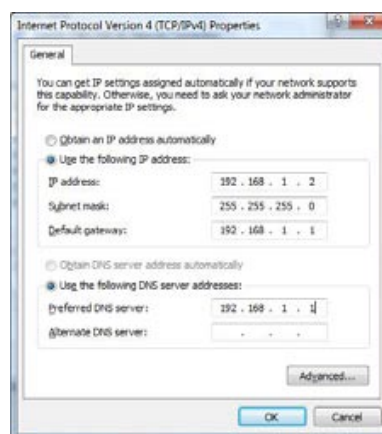 Internet Protocol Version 4 (TCP/IPv4) Properties
General
You can get IP settings assigned automatically if your network supports
this capability. Otherwise, you need to ask your network administrator
for the appropriate IP settings.
Obtain an IP address automatically
Use the following IP address:
IP address: 192 . 168 . 1 . 2
Subnet mask: 255 . 255 . 255 . 0
Default gateway: 192 . 168 . 1 . 1
Obtain DNS server address automatically
Use the following DNS server addresses:
Preferred DNS server: 192 . 168 . 1 . 1
Alternate DNS server: . . .
Advanced...
OK Cancel